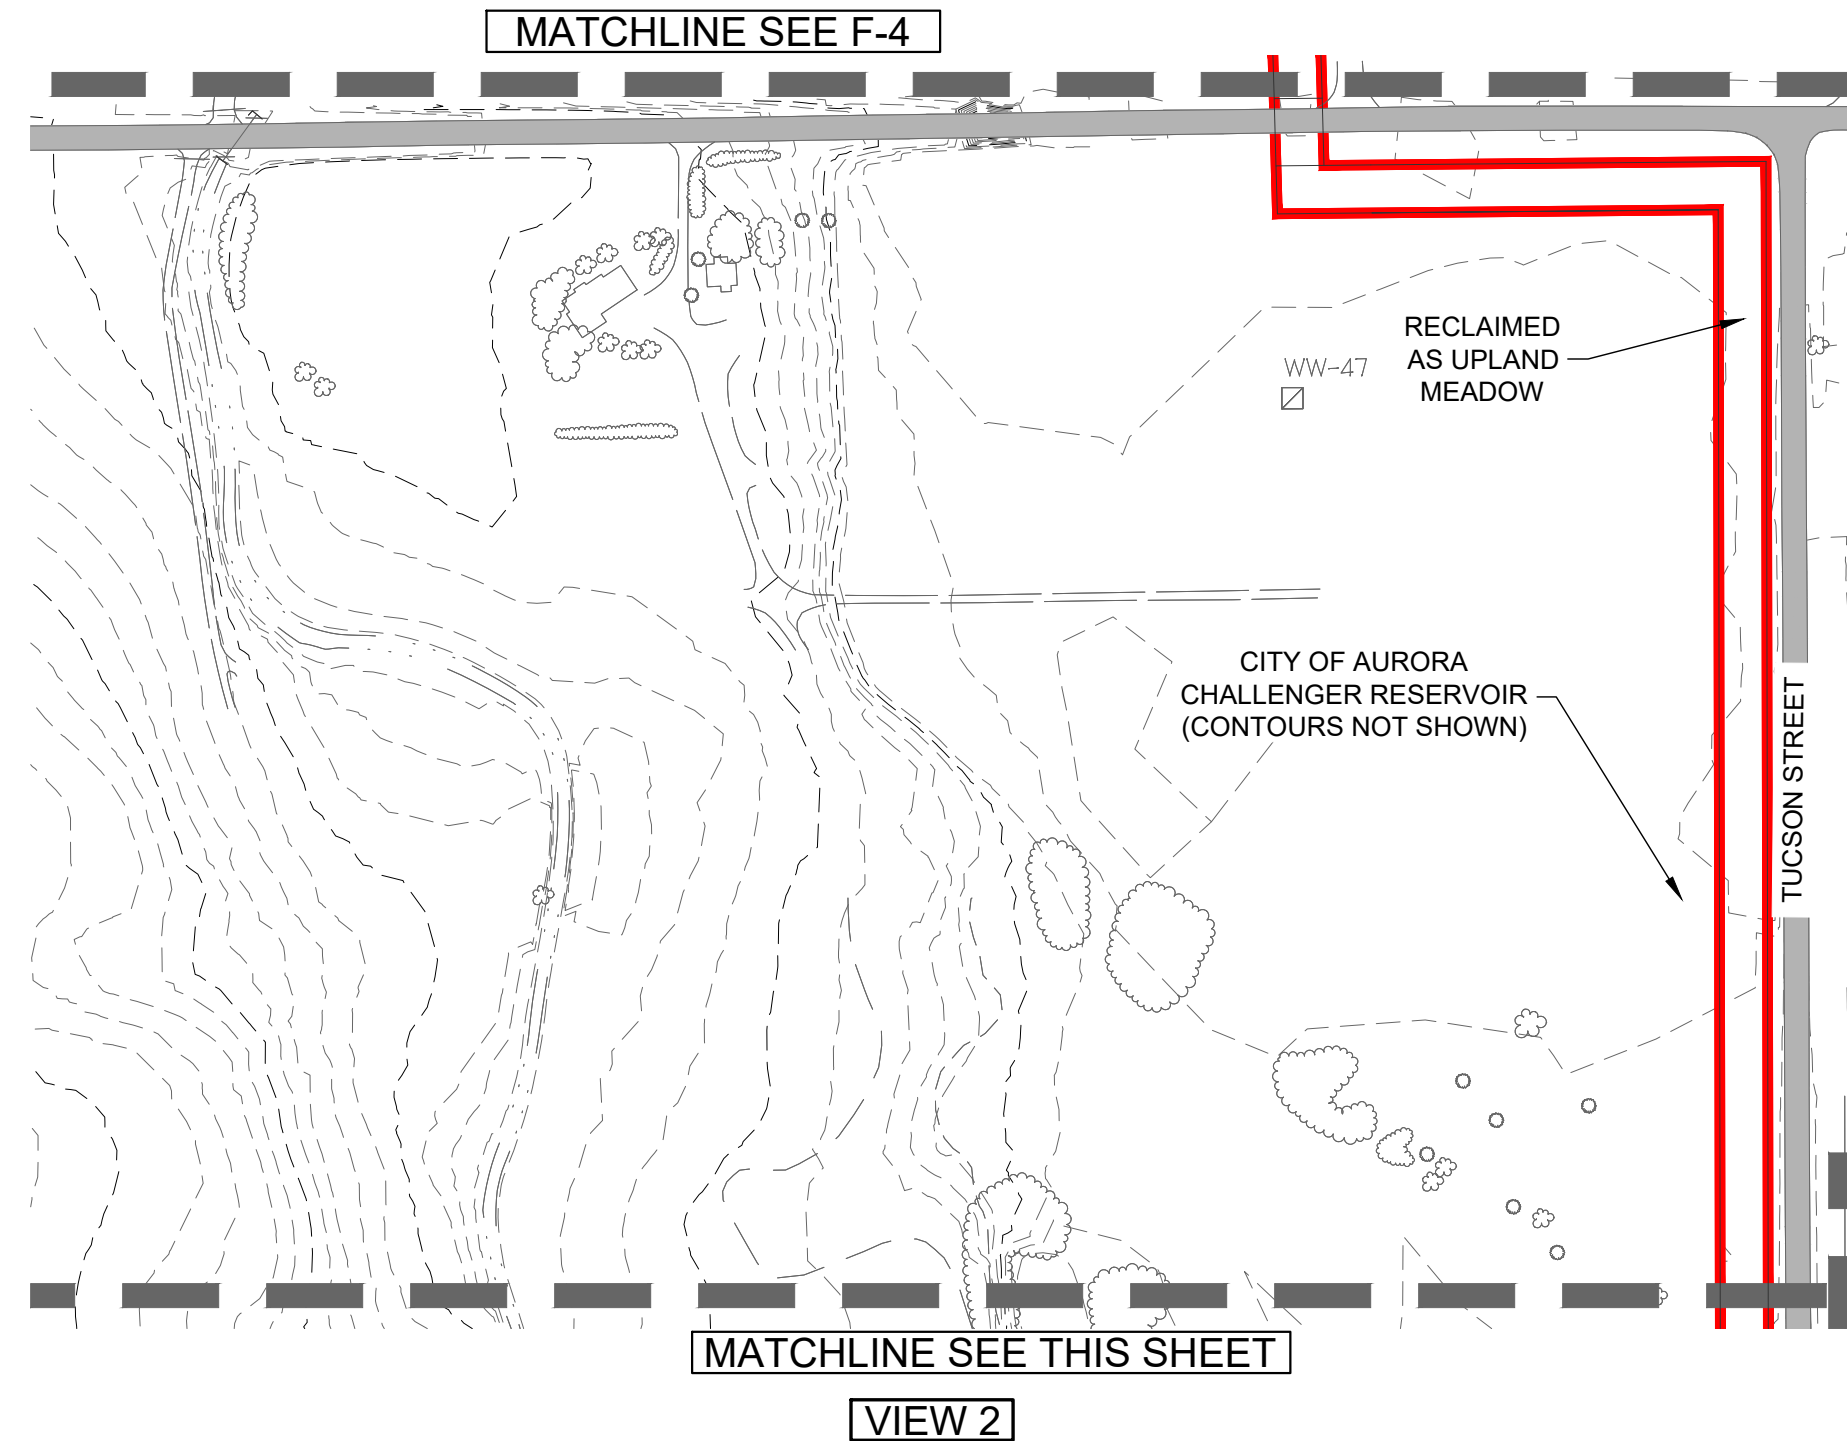 MATCHLINE SEE F-4
RECLAIMED
AS UPLAND
MEADOW
WW-47
CITY OF AURORA
CHALLENGER RESERVOIR
(CONTOURS NOT SHOWN)
TUCSON STREET
MATCHLINE SEE THIS SHEET
VIEW 2